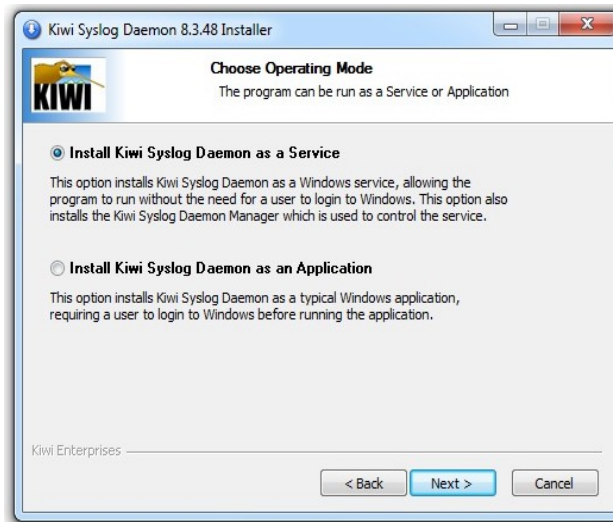 Kiwi Syslog Daemon 8.3.48 Installer
KIWI
Choose Operating Mode
The program can be run as a Service or Application
Install Kiwi Syslog Daemon as a Service
This option installs Kiwi Syslog Daemon as a Windows service, allowing the
program to run without the need for a user to login to Windows. This option also
installs the Kiwi Syslog Daemon Manager which is used to control the service.
Install Kiwi Syslog Daemon as an Application
This option installs Kiwi Syslog Daemon as a typical Windows application,
requiring a user to login to Windows before running the application.
Kiwi Enterprises
< Back Next > Cancel